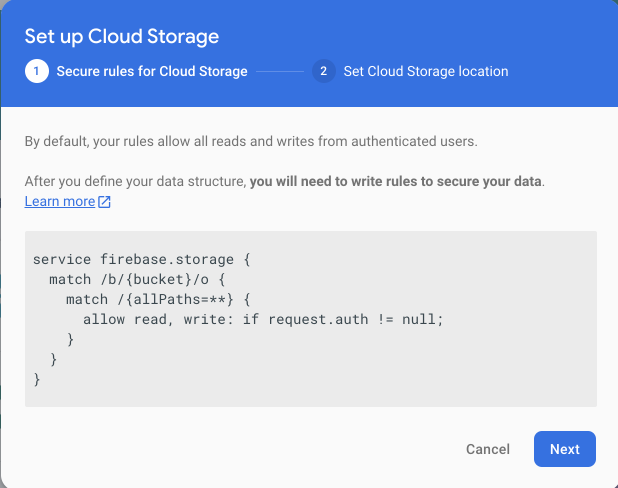 Set up Cloud Storage
1 Secure rules for Cloud Storage 2 Set Cloud Storage location
By default, your rules allow all reads and writes from authenticated users.
After you define your data structure, you will need to write rules to secure your data.
Learn more
service firebase.storage {
  match /b/{bucket}/o {
    match /{allPaths=**} {
      allow read, write: if request.auth != null;
    }
  }
}
Cancel Next